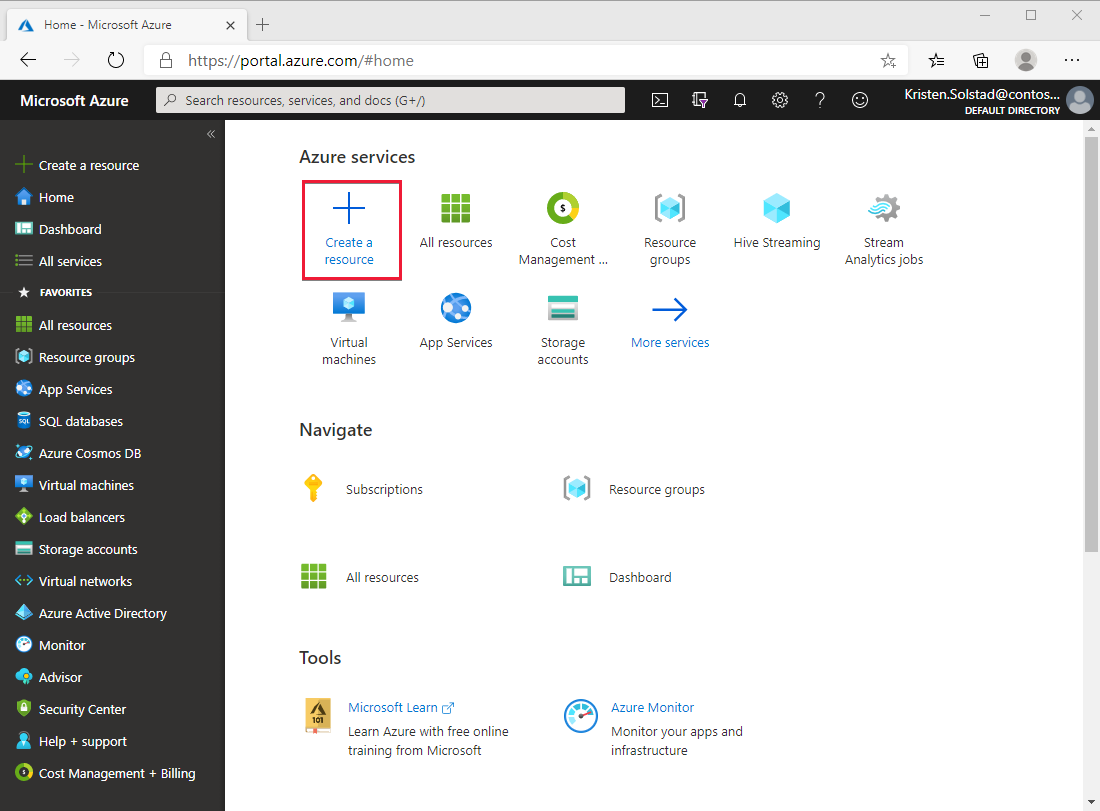 Home - Microsoft Azure
https://portal.azure.com/#home
Microsoft Azure
Search resources, services, and docs (G+/)
Kristen.Solstad@contos...
DEFAULT DIRECTORY
Create a resource
Home
Dashboard
All services
FAVORITES
All resources
Resource groups
App Services
SQL
SQL databases
Azure Cosmos DB
Virtual machines
Load balancers
Storage accounts
Virtual networks
Azure Active Directory
Monitor
Advisor
Security Center
Help + support
Cost Management + Billing
Azure services
Create a
resource
All resources
$
Cost
Management ...
Resource
groups
Hive Streaming
Stream
Analytics jobs
Virtual
machines
App Services
Storage
accounts
More services
Navigate
Subscriptions
Resource groups
All resources
Dashboard
Tools
101
Microsoft Learn
Learn Azure with free online
training from Microsoft
Azure Monitor
Monitor your apps and
infrastructure